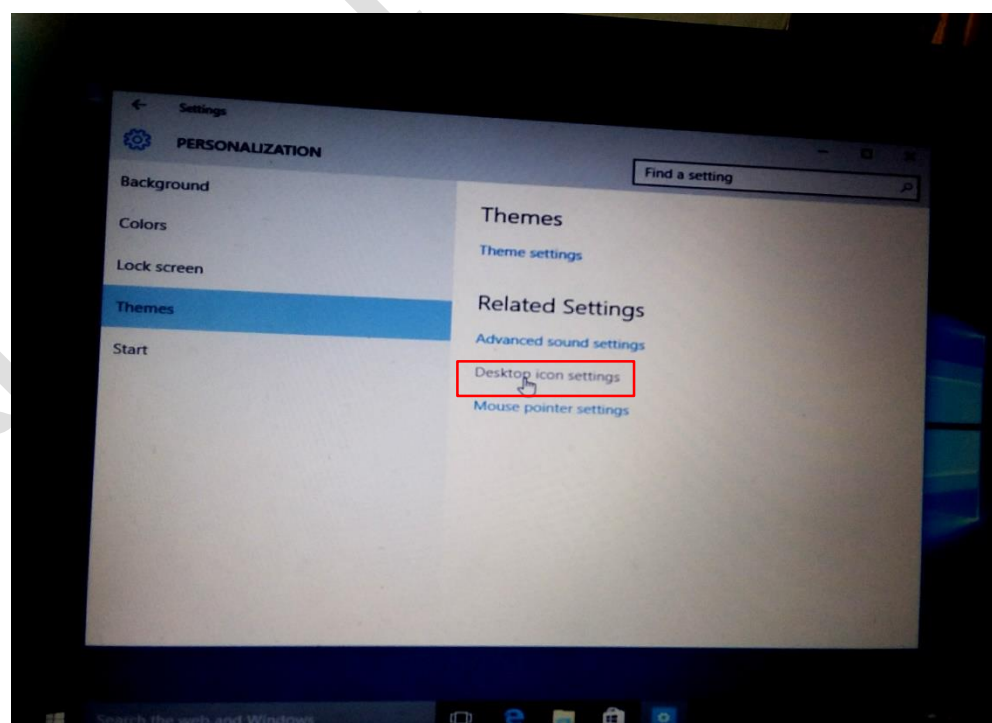 Settings
PERSONALIZATION
Find a setting
Background
Colors
Lock screen
Themes
Start
Themes
Theme settings
Related Settings
Advanced sound settings
Desktop icon settings
Mouse pointer settings
Search the web and Windows